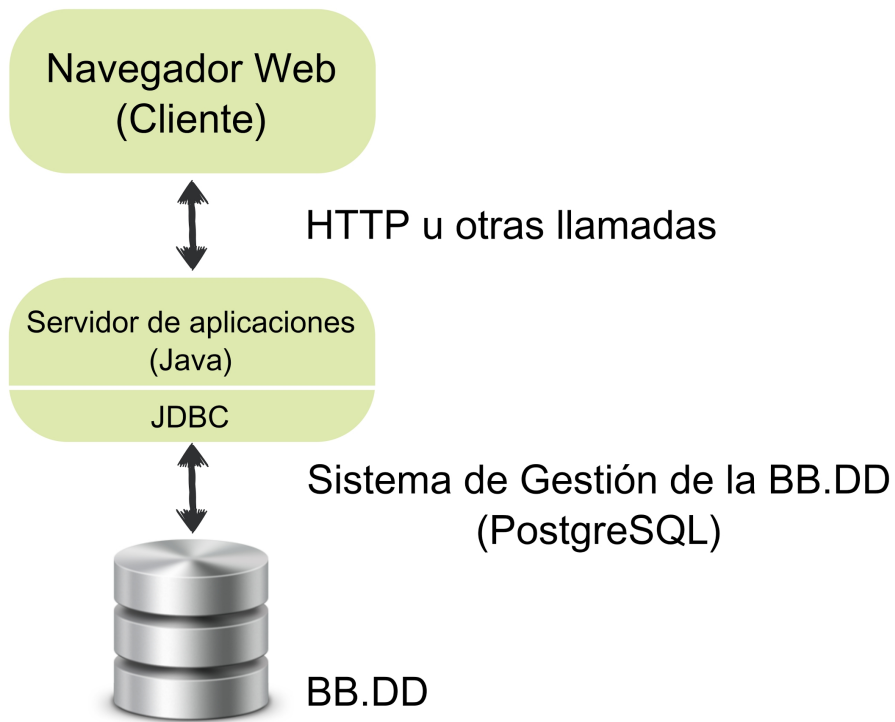 Navegador Web
(Cliente)
HTTP u otras llamadas
Servidor de aplicaciones
(Java)
JDBC
Sistema de Gestión de la BB.DD
(PostgreSQL)
BB.DD